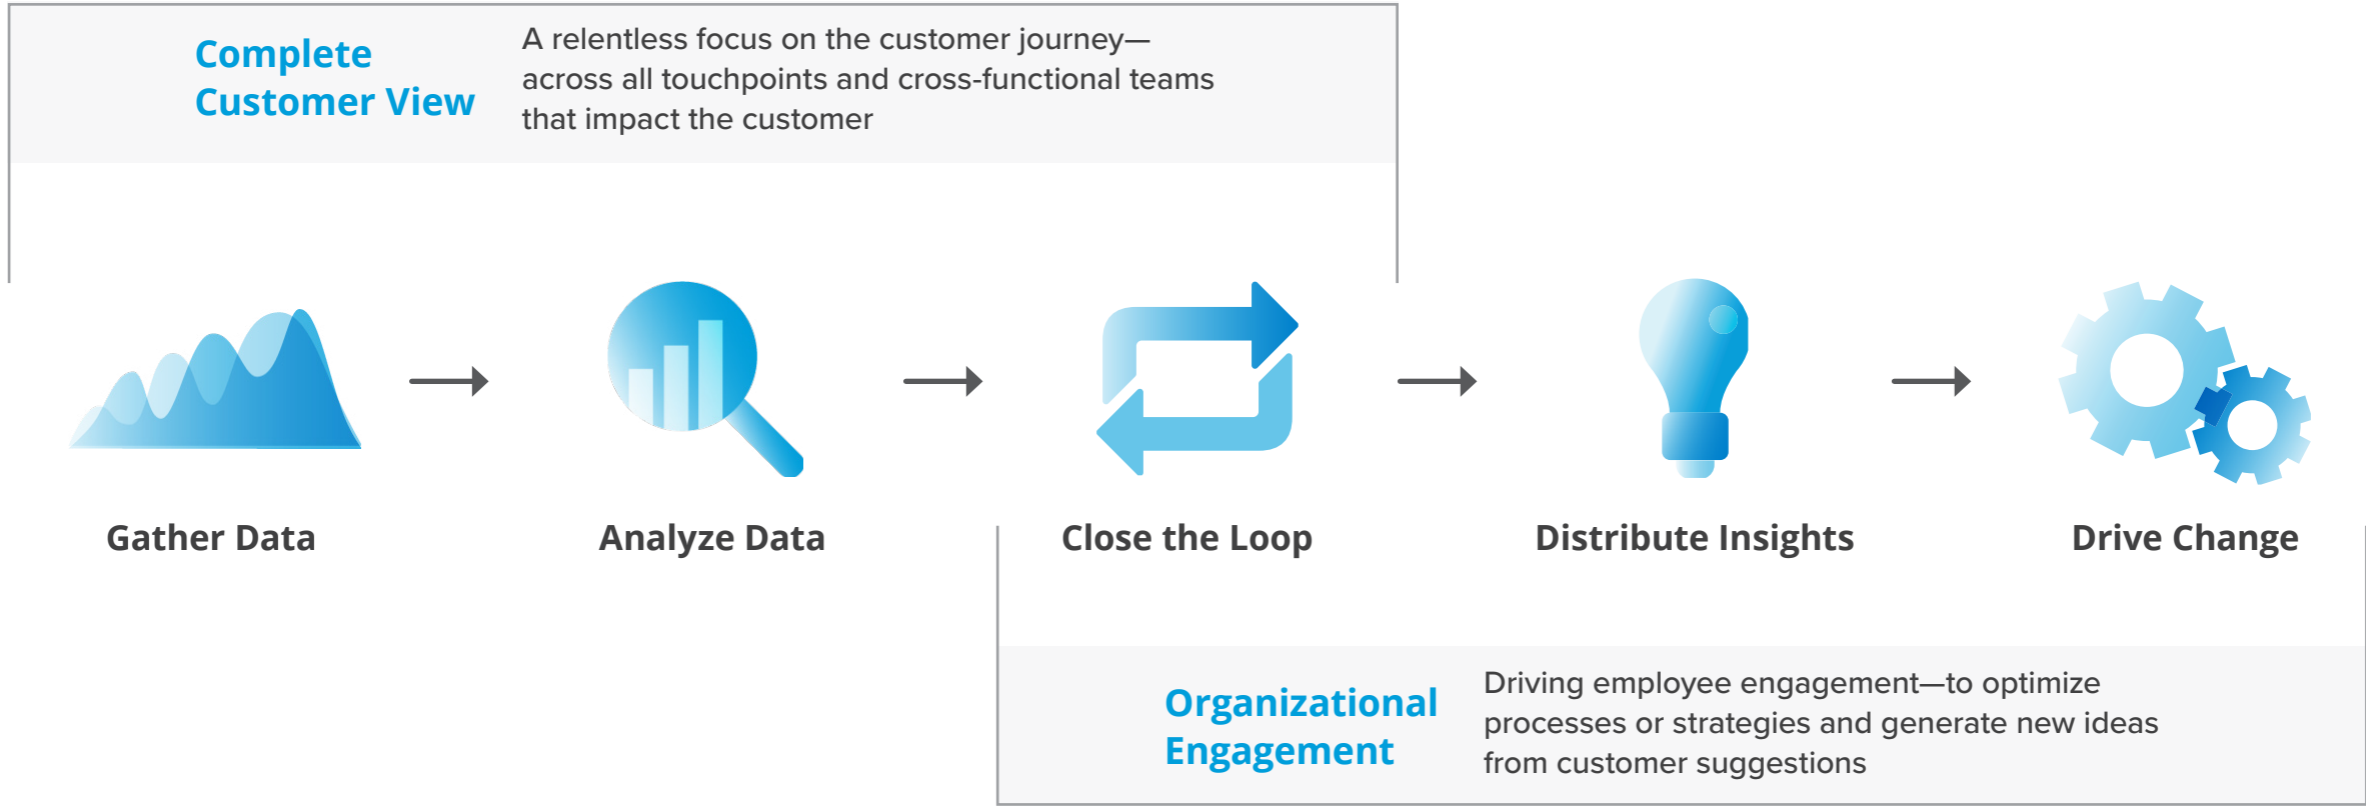 Complete
Customer View
A relentless focus on the customer journey—
across all touchpoints and cross-functional teams
that impact the customer
Gather Data
Analyze Data
Close the Loop
Distribute Insights
Drive Change
Organizational
Engagement
Driving employee engagement—to optimize
processes or strategies and generate new ideas
from customer suggestions